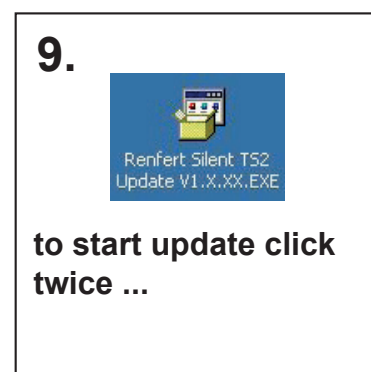 9.
Renfert Silent TS2
Update V1.X.XX.EXE
to start update click
twice ...